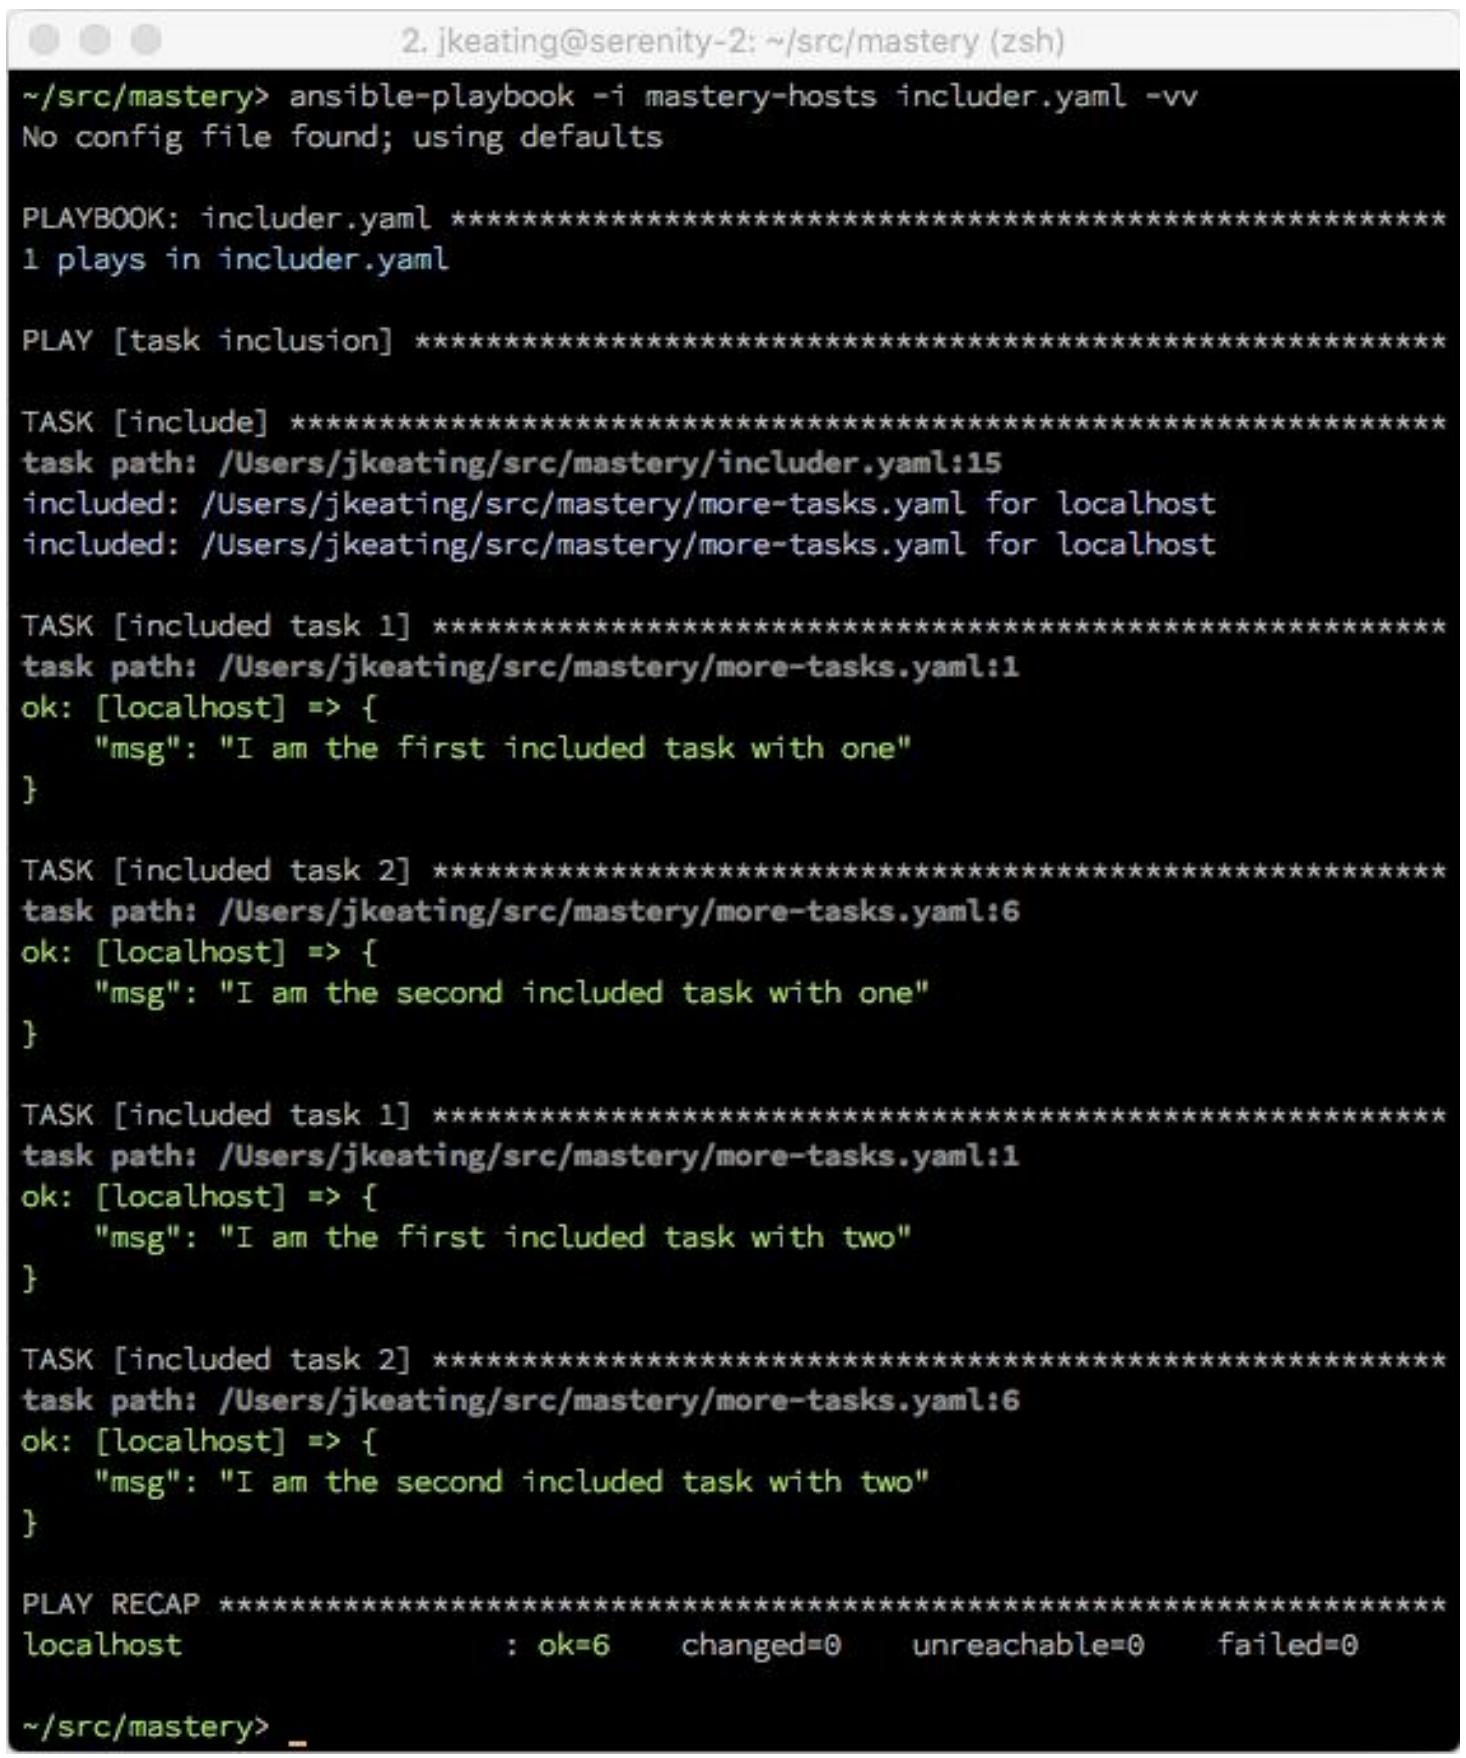 2. jkeating@serenity-2: ~/src/mastery (zsh)
~/src/mastery> ansible-playbook -i mastery-hosts includer.yaml -vv
No config file found; using defaults
PLAYBOOK: includer.yaml ********************************************************
1 plays in includer.yaml
PLAY [task inclusion] **********************************************************
TASK [include] *****************************************************************
task path: /Users/jkeating/src/mastery/includer.yaml:15
included: /Users/jkeating/src/mastery/more-tasks.yaml for localhost
included: /Users/jkeating/src/mastery/more-tasks.yaml for localhost
TASK [included task 1] *********************************************************
task path: /Users/jkeating/src/mastery/more-tasks.yaml:1
ok: [localhost] => {
    "msg": "I am the first included task with one"
}
TASK [included task 2] *********************************************************
task path: /Users/jkeating/src/mastery/more-tasks.yaml:6
ok: [localhost] => {
    "msg": "I am the second included task with one"
}
TASK [included task 1] *********************************************************
task path: /Users/jkeating/src/mastery/more-tasks.yaml:1
ok: [localhost] => {
    "msg": "I am the first included task with two"
}
TASK [included task 2] *********************************************************
task path: /Users/jkeating/src/mastery/more-tasks.yaml:6
ok: [localhost] => {
    "msg": "I am the second included task with two"
}
PLAY RECAP *********************************************************************
localhost                  : ok=6    changed=0    unreachable=0    failed=0
~/src/mastery> _